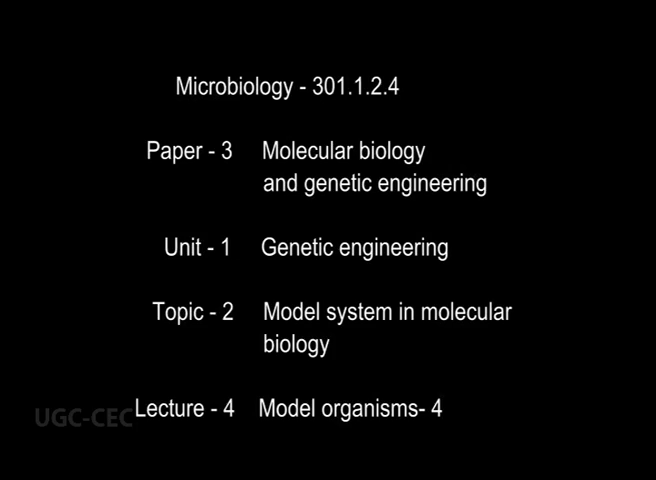 Microbiology - 301.1.2.4
Paper - 3 Molecular biology
and genetic engineering
Unit - 1 Genetic engineering
Topic - 2 Model system in molecular
biology
Lecture - 4 Model organisms- 4
UGC-CEC